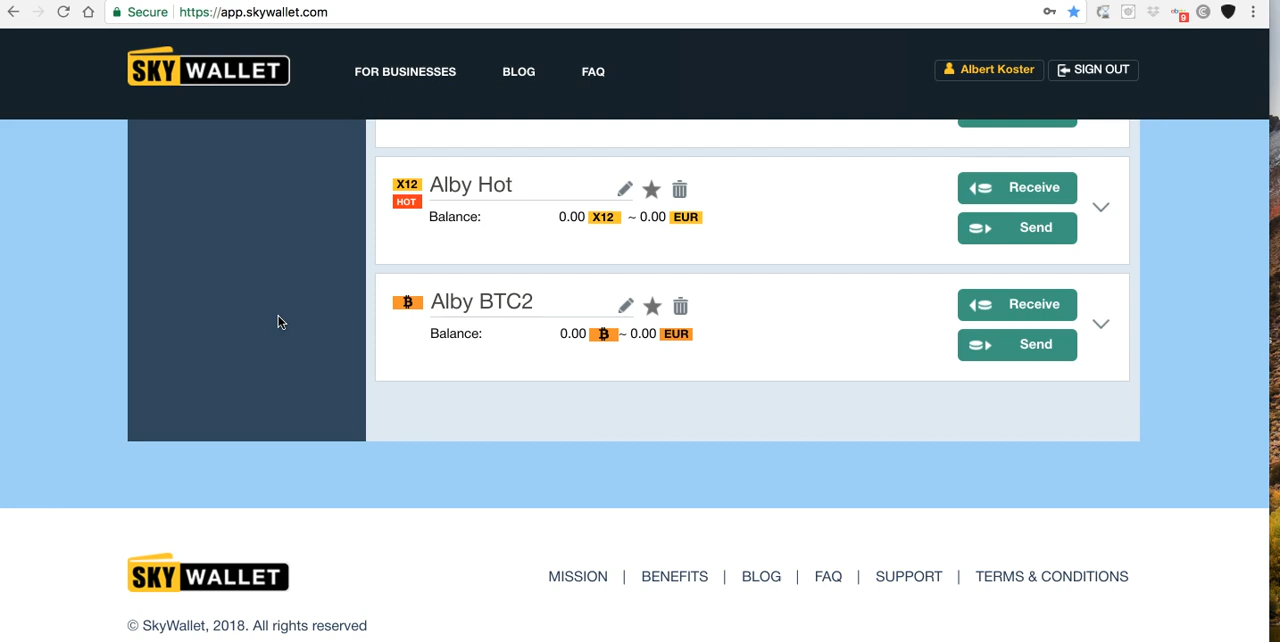 Secure https://app.skywallet.com
9
SKY WALLET
FOR BUSINESSES BLOG FAQ
Albert Koster SIGN OUT
X12 Alby Hot
HOT
Balance: 0.00 X12 ~ 0.00 EUR
Receive
Send
Alby BTC2
Balance: 0.00 ₿ ~ 0.00 EUR
Receive
Send
SKY WALLET
MISSION | BENEFITS | BLOG | FAQ | SUPPORT | TERMS & CONDITIONS
© SkyWallet, 2018. All rights reserved